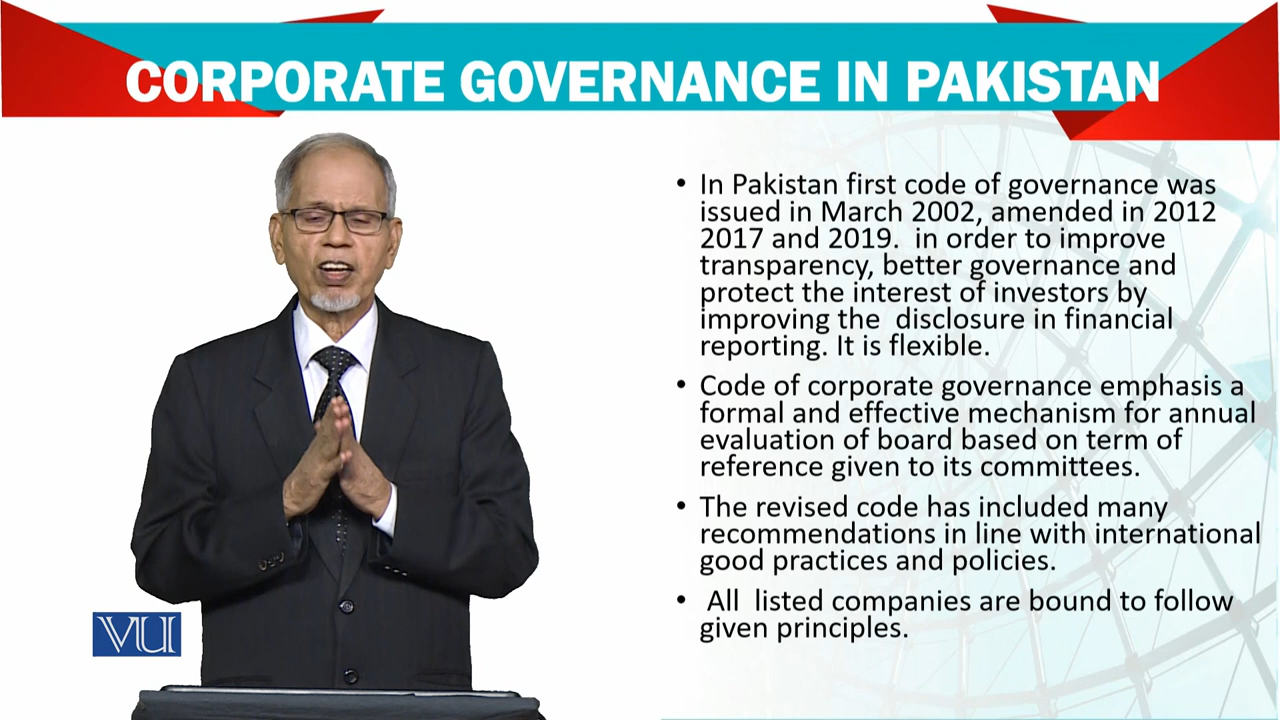 CORPORATE GOVERNANCE IN PAKISTAN
• In Pakistan first code of governance was
issued in March 2002, amended in 2012
2017 and 2019.  in order to improve
transparency, better governance and
protect the interest of investors by
improving the  disclosure in financial
reporting. It is flexible.
• Code of corporate governance emphasis a
formal and effective mechanism for annual
evaluation of board based on term of
reference given to its committees.
• The revised code has included many
recommendations in line with international
good practices and policies.
•  All  listed companies are bound to follow
given principles.
VU